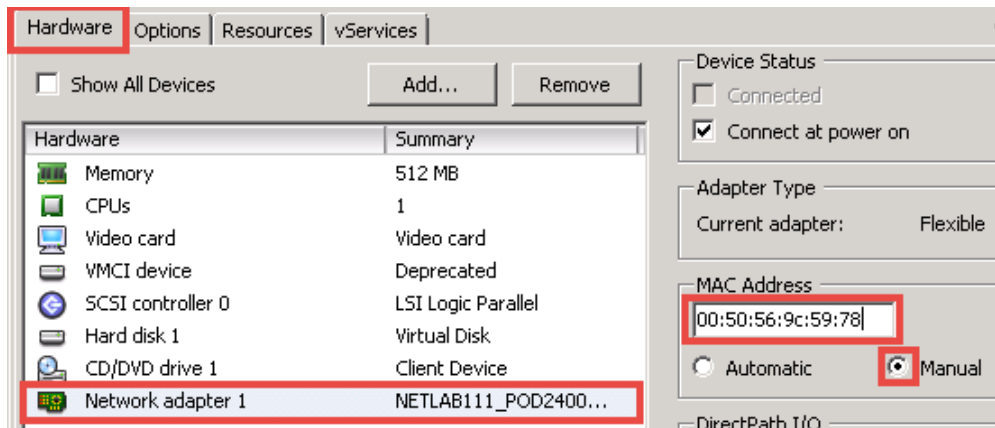 Hardware Options Resources vServices
Show All Devices Add... Remove
Hardware Summary
Memory 512 MB
CPUs 1
Video card Video card
VMCI device Deprecated
SCSI controller 0 LSI Logic Parallel
Hard disk 1 Virtual Disk
CD/DVD drive 1 Client Device
Network adapter 1 NETLAB111_POD2400...
Device Status
Connected
Connect at power on
Adapter Type
Current adapter: Flexible
MAC Address
00:50:56:9c:59:78
Automatic Manual
DirectPath I/O